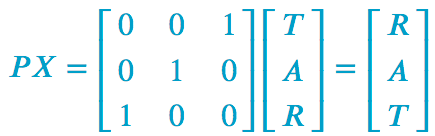 PX = [0 0 1; 0 1 0; 1 0 0] [T; A; R] = [R; A; T]